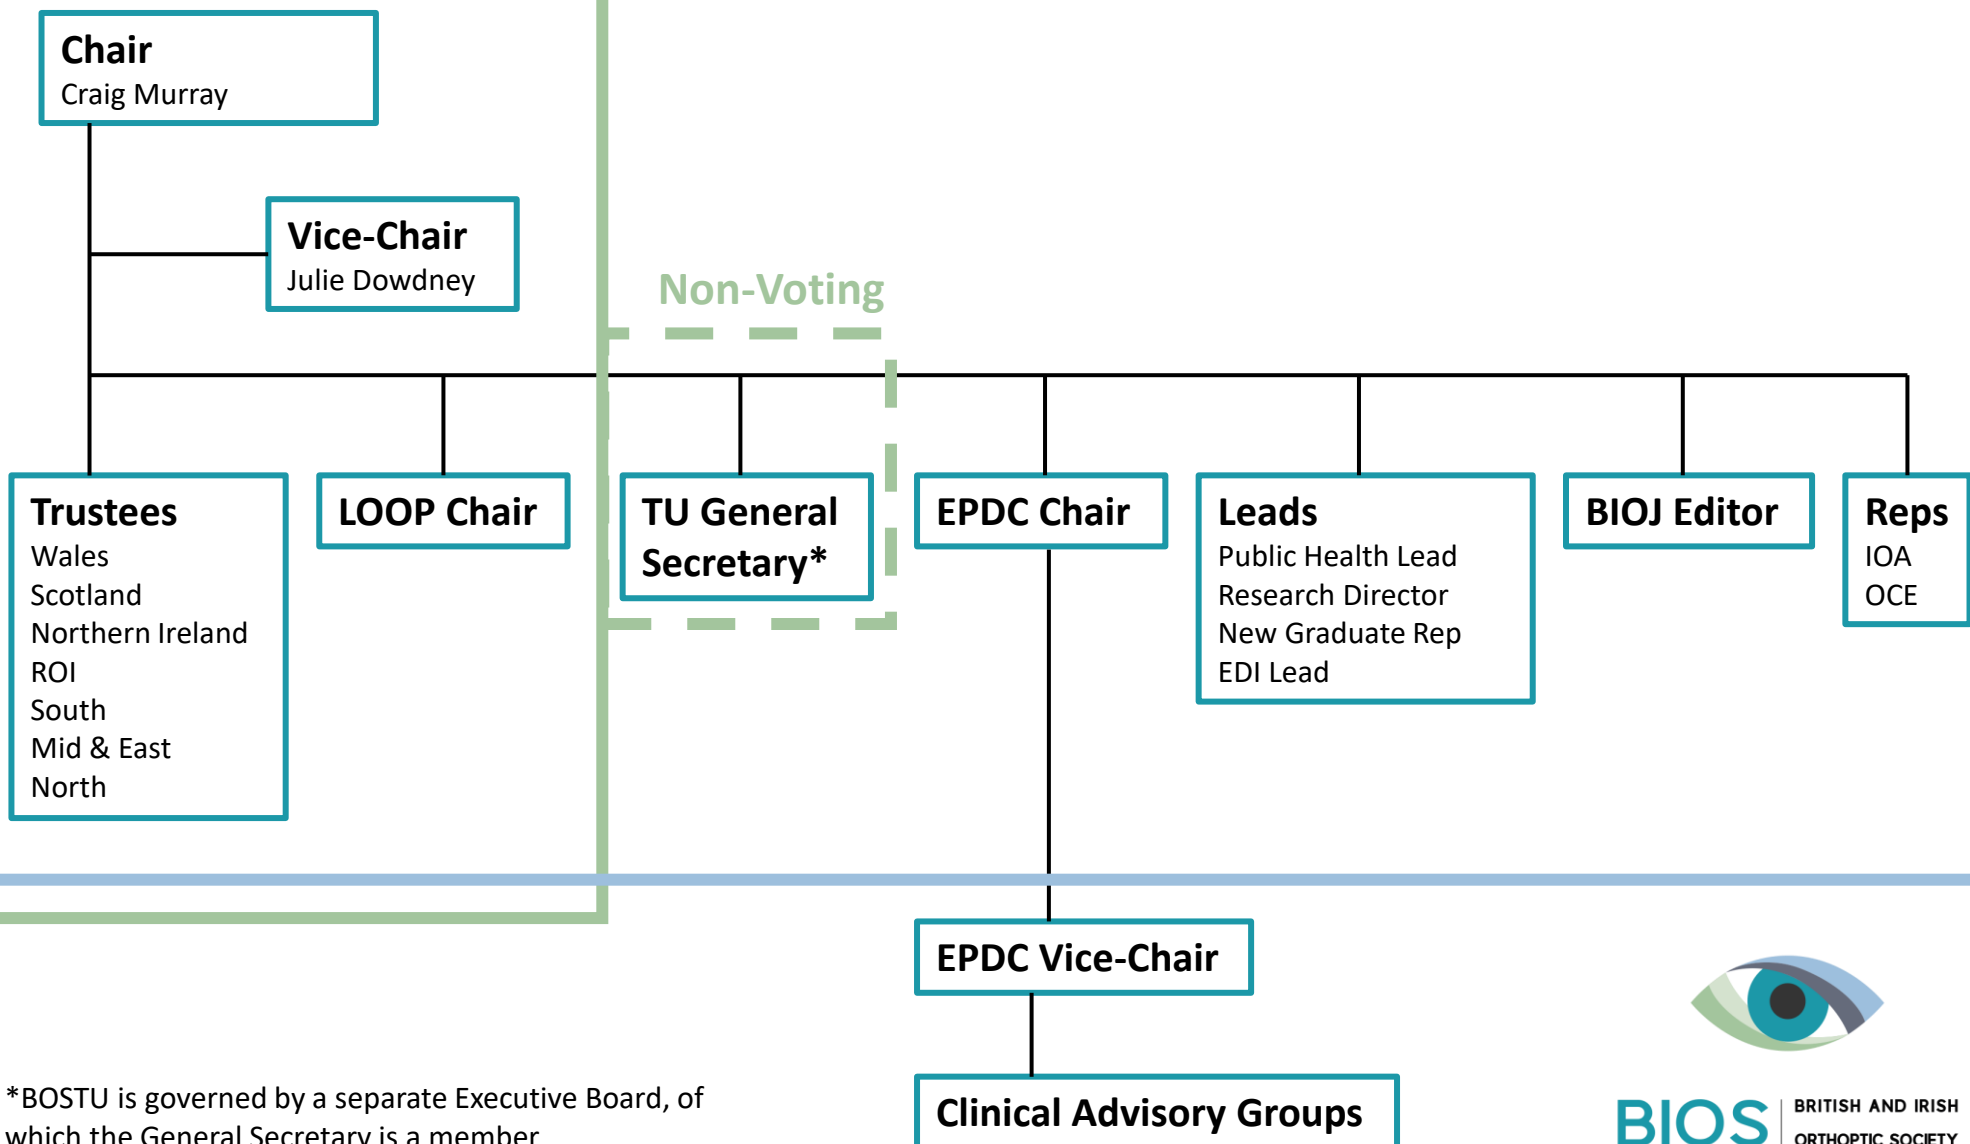 Chair
Craig Murray
Vice-Chair
Julie Dowdney
Non-Voting
Trustees
Wales
Scotland
Northern Ireland
ROI
South
Mid & East
North
LOOP Chair
TU General
Secretary*
EPDC Chair
Leads
Public Health Lead
Research Director
New Graduate Rep
EDI Lead
BIOJ Editor
Reps
IOA
OCE
EPDC Vice-Chair
Clinical Advisory Groups
*BOSTU is governed by a separate Executive Board, of
which the General Secretary is a member
BIOS
BRITISH AND IRISH
ORTHOPTIC SOCIETY